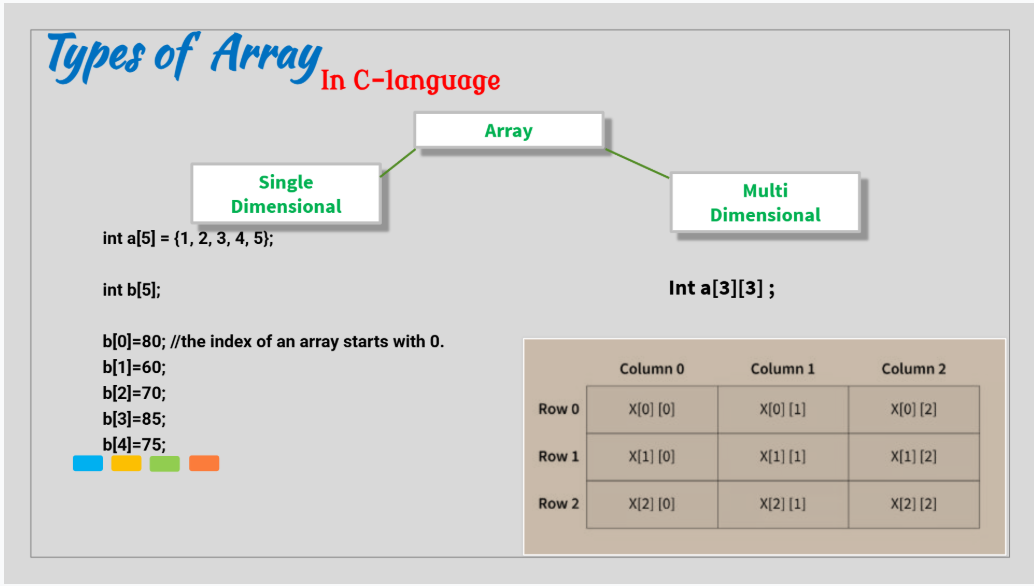 Types of Array
In C-language
Array
Single
Dimensional
Multi
Dimensional
int a[5] = {1, 2, 3, 4, 5};
int b[5];
b[0]=80; //the index of an array starts with 0.
b[1]=60;
b[2]=70;
b[3]=85;
b[4]=75;
Int a[3][3] ;
Column 0 Column 1 Column 2
Row 0 X[0] [0] X[0] [1] X[0] [2]
Row 1 X[1] [0] X[1] [1] X[1] [2]
Row 2 X[2] [0] X[2] [1] X[2] [2]